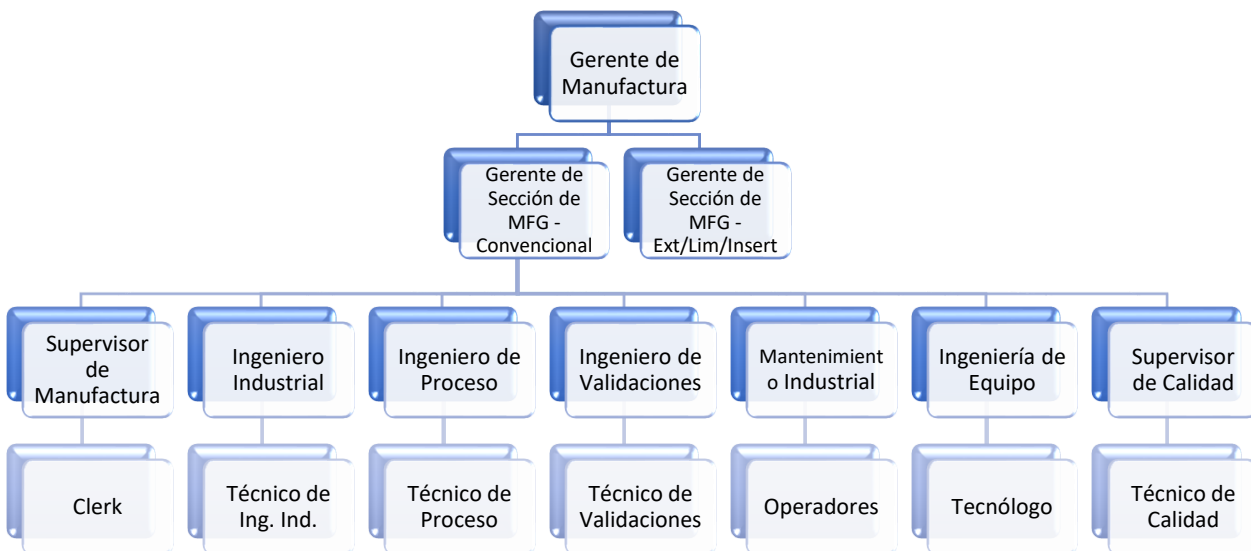 Gerente de
Manufactura
Gerente de
Sección de
MFG -
Convencional
Gerente de
Sección de
MFG -
Ext/Lim/Insert
Supervisor
de
Manufactura
Ingeniero
Industrial
Ingeniero de
Proceso
Ingeniero de
Validaciones
Mantenimient
o Industrial
Ingeniería de
Equipo
Supervisor
de Calidad
Clerk
Técnico de
Ing. Ind.
Técnico de
Proceso
Técnico de
Validaciones
Operadores
Tecnólogo
Técnico de
Calidad